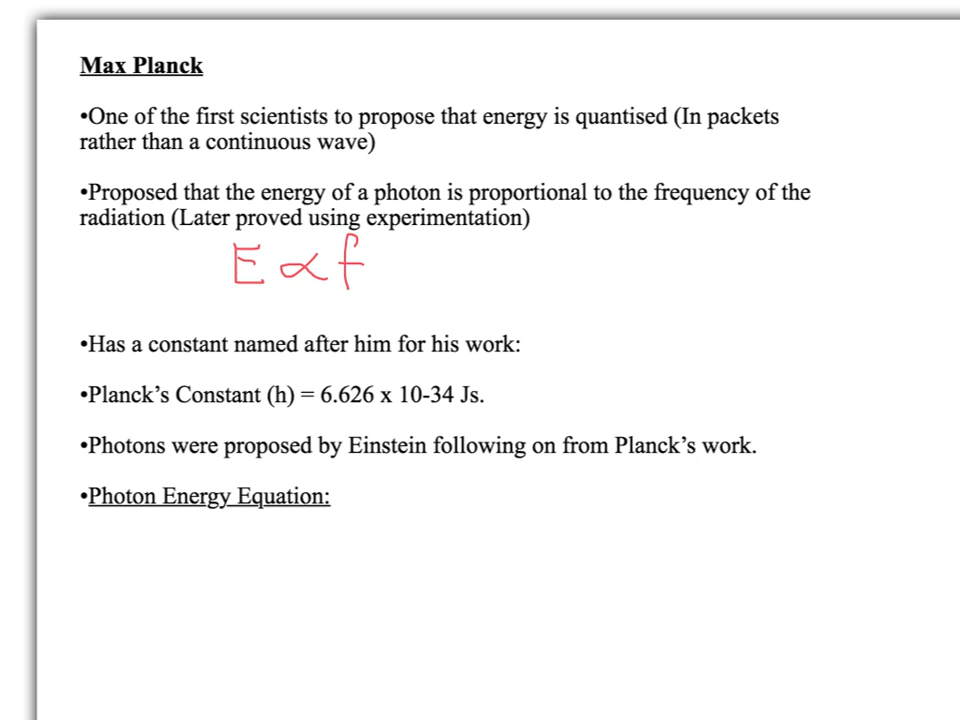 Max Planck
•One of the first scientists to propose that energy is quantised (In packets
rather than a continuous wave)
•Proposed that the energy of a photon is proportional to the frequency of the
radiation (Later proved using experimentation)
E ∝ f
•Has a constant named after him for his work:
•Planck’s Constant (h) = 6.626 x 10-34 Js.
•Photons were proposed by Einstein following on from Planck’s work.
•Photon Energy Equation: